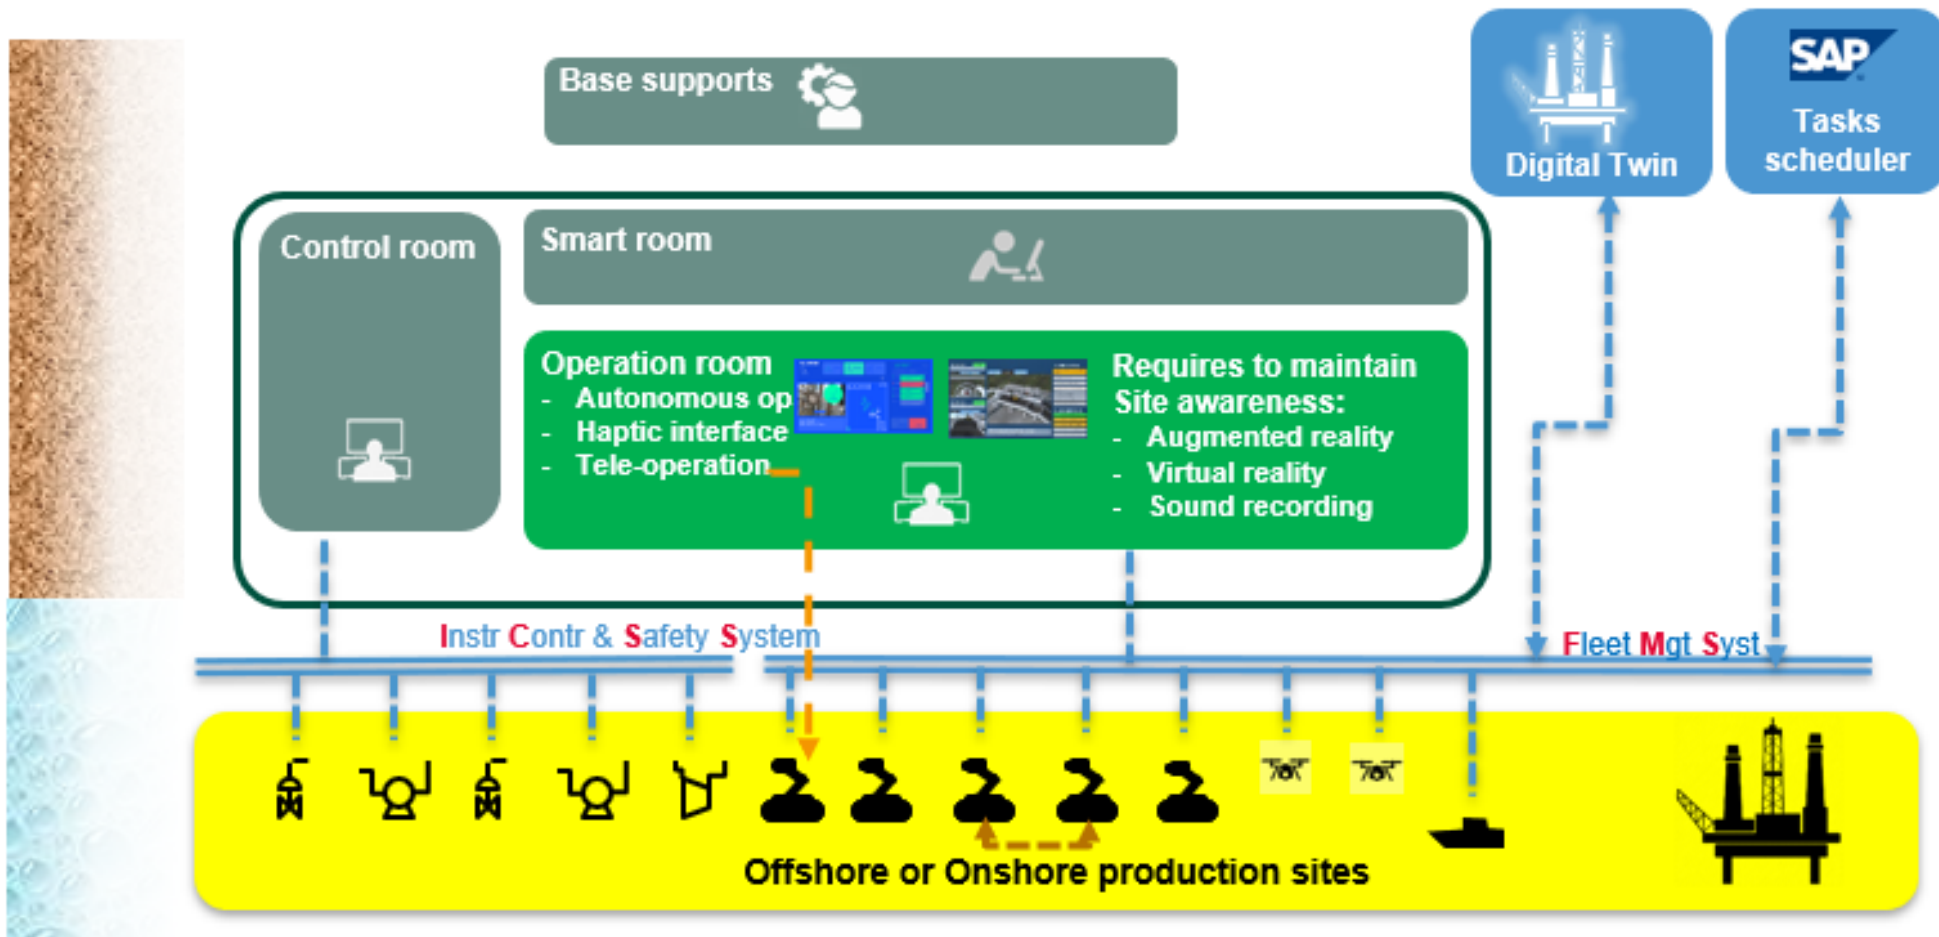 Base supports
Digital Twin
SAP
Tasks
scheduler
Control room
Smart room
Operation room
- Autonomous op
- Haptic interface
- Tele-operation
Requires to maintain
Site awareness:
- Augmented reality
- Virtual reality
- Sound recording
Instr Contr & Safety System
Fleet Mgt Syst
Offshore or Onshore production sites